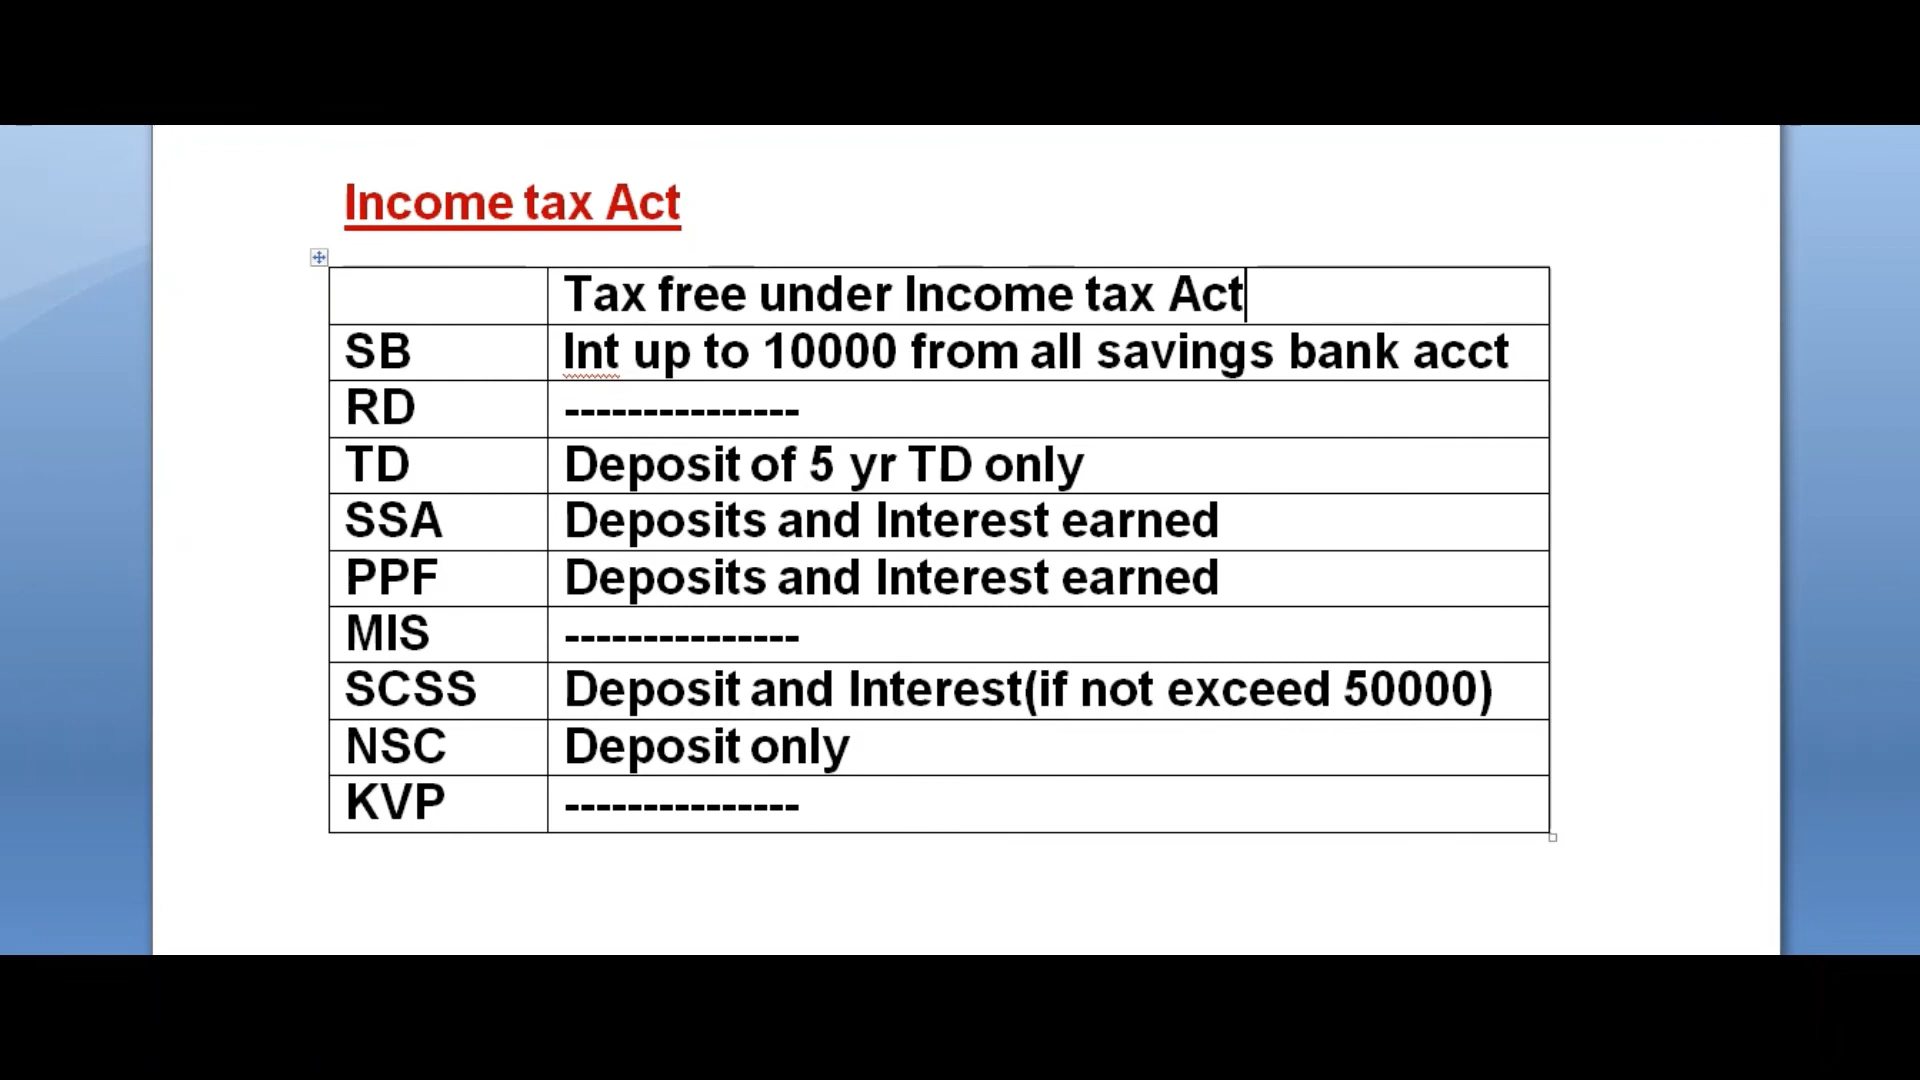 Income tax Act
Tax free under Income tax Act
SB Int up to 10000 from all savings bank acct
RD ---------------
TD Deposit of 5 yr TD only
SSA Deposits and Interest earned
PPF Deposits and Interest earned
MIS ---------------
SCSS Deposit and Interest(if not exceed 50000)
NSC Deposit only
KVP ---------------